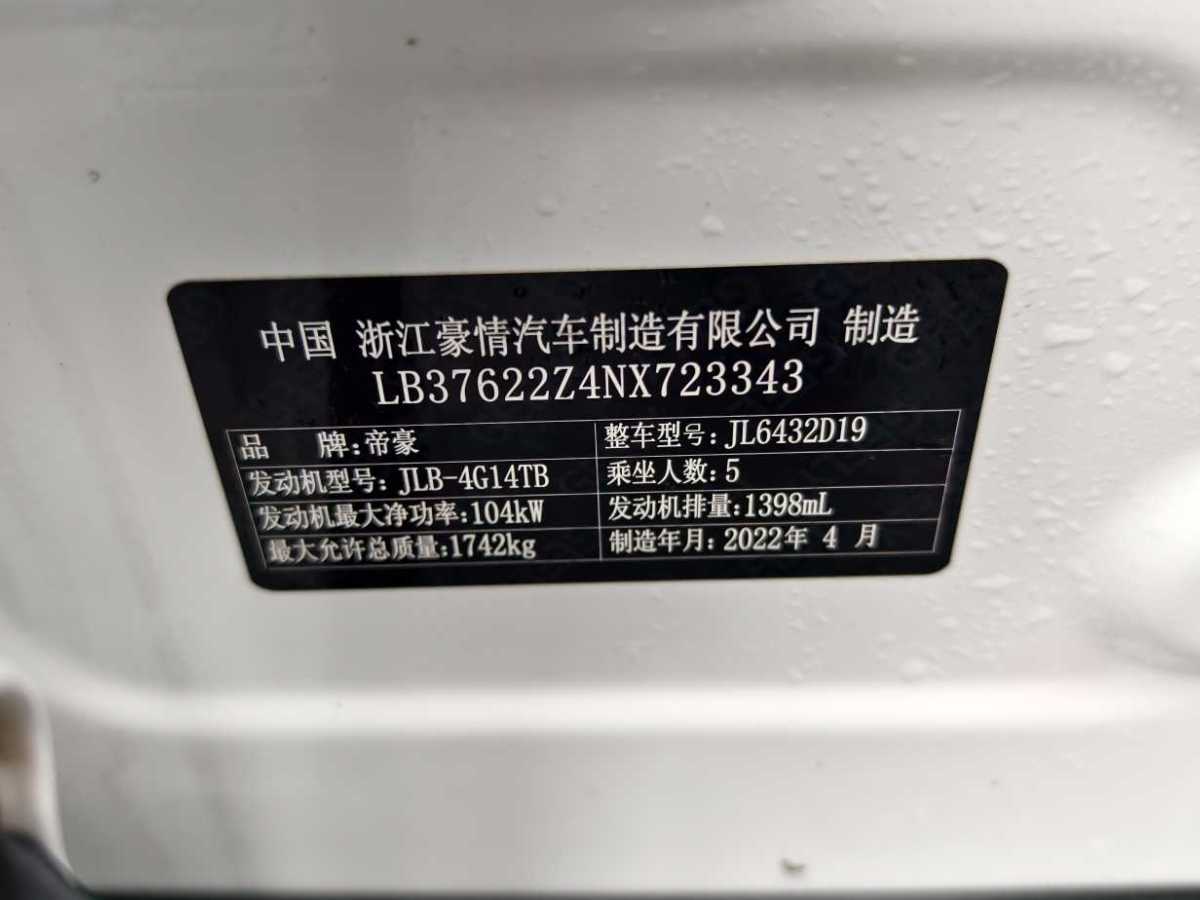 中国 浙江豪情汽车制造有限公司 制造
LB37622Z4NX723343
品 牌:帝豪 整车型号:JL6432D19
发动机型号:JLB-4G14TB 乘坐人数:5
发动机最大净功率:104kW 发动机排量:1398mL
最大允许总质量:1742kg 制造年月:2022年 4 月